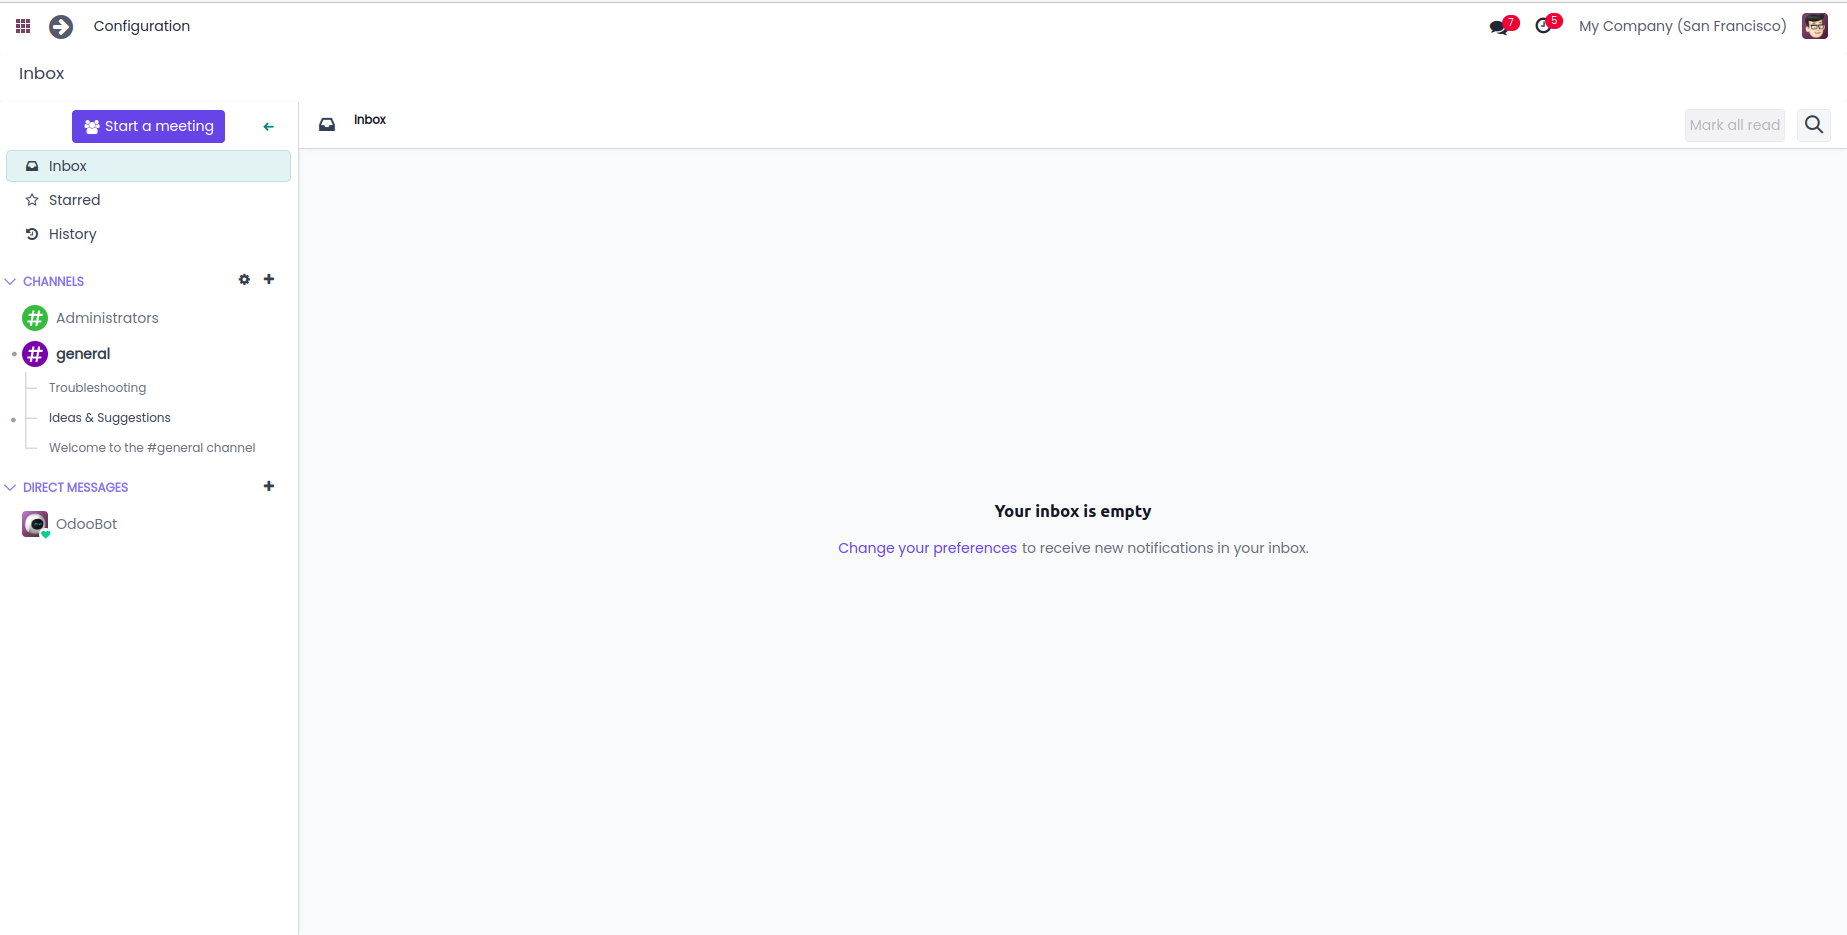 Configuration
7
5
My Company (San Francisco)
Inbox
Start a meeting
Inbox
Mark all read
Inbox
Starred
History
CHANNELS
Administrators
general
Troubleshooting
Ideas & Suggestions
Welcome to the #general channel
DIRECT MESSAGES
OdooBot
Your inbox is empty
Change your preferences to receive new notifications in your inbox.